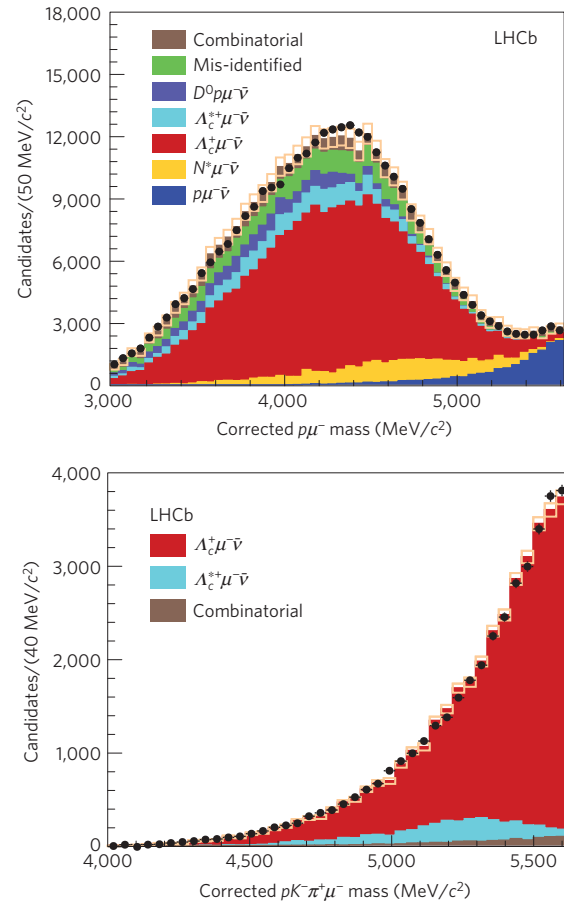 18,000
15,000
12,000
9,000
6,000
3,000
0
Candidates/(50 MeV/c²)
Combinatorial
Mis-identified
D⁰pμ⁻ν̄
Λc*⁺μ⁻ν̄
Λc⁺μ⁻ν̄
N*μ⁻ν̄
pμ⁻ν̄
LHCb
3,000 4,000 5,000
Corrected pμ⁻ mass (MeV/c²)
4,000
3,000
2,000
1,000
0
Candidates/(40 MeV/c²)
LHCb
Λc⁺μ⁻ν̄
Λc*⁺μ⁻ν̄
Combinatorial
4,000 4,500 5,000 5,500
Corrected pK⁻π⁺μ⁻ mass (MeV/c²)